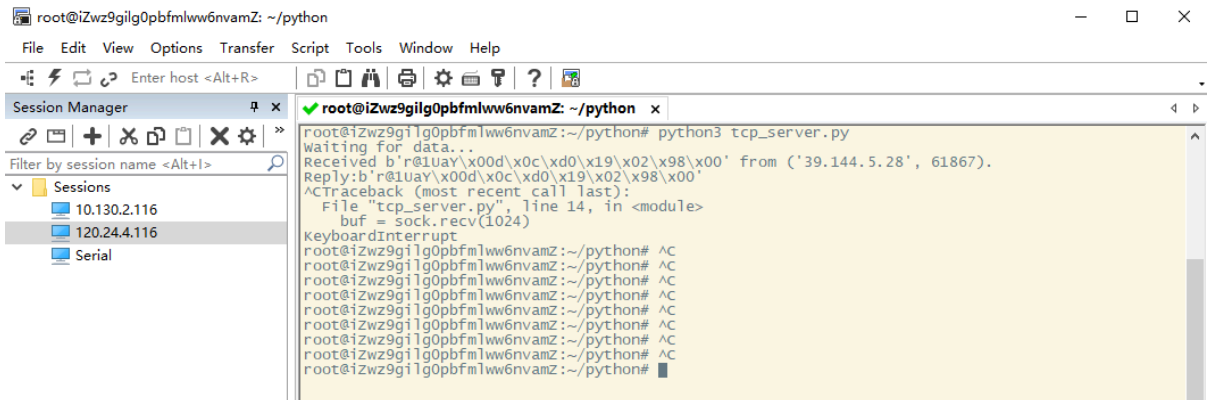 root@iZwz9gilg0pbfmlww6nvamZ: ~/python
File Edit View Options Transfer Script Tools Window Help
Enter host <Alt+R>
Session Manager
root@iZwz9gilg0pbfmlww6nvamZ: ~/python
Filter by session name <Alt+I>
Sessions
10.130.2.116
120.24.4.116
Serial
root@iZwz9gilg0pbfmlww6nvamZ:~/python# python3 tcp_server.py
Waiting for data...
Received b'r@1UaY\x00d\x0c\xd0\x19\x02\x98\x00' from ('39.144.5.28', 61867).
Reply:b'r@1UaY\x00d\x0c\xd0\x19\x02\x98\x00'
^CTraceback (most recent call last):
  File "tcp_server.py", line 14, in <module>
    buf = sock.recv(1024)
KeyboardInterrupt
root@iZwz9gilg0pbfmlww6nvamZ:~/python# ^C
root@iZwz9gilg0pbfmlww6nvamZ:~/python# ^C
root@iZwz9gilg0pbfmlww6nvamZ:~/python# ^C
root@iZwz9gilg0pbfmlww6nvamZ:~/python# ^C
root@iZwz9gilg0pbfmlww6nvamZ:~/python# ^C
root@iZwz9gilg0pbfmlww6nvamZ:~/python# ^C
root@iZwz9gilg0pbfmlww6nvamZ:~/python# ^C
root@iZwz9gilg0pbfmlww6nvamZ:~/python# ^C
root@iZwz9gilg0pbfmlww6nvamZ:~/python#